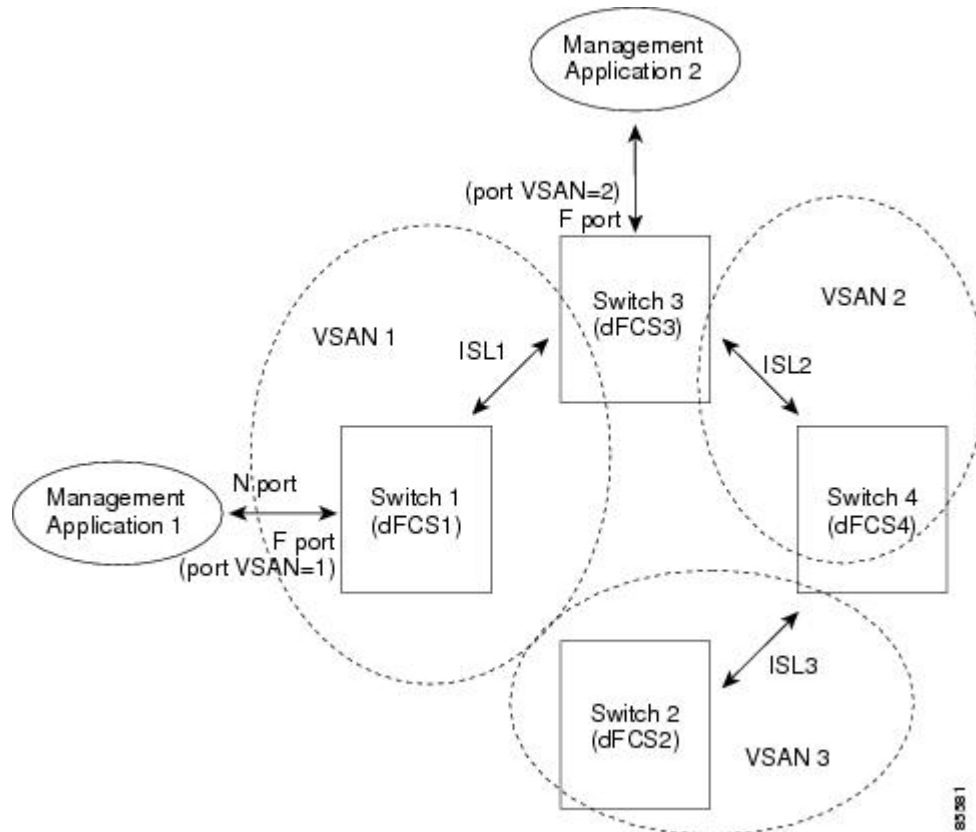 Management
Application 2
(port VSAN=2)
F port
Switch 3
(dFCS3)
VSAN 2
VSAN 1
ISL1
ISL2
Management
Application 1
N port
F port
(port VSAN=1)
Switch 1
(dFCS1)
Switch 4
(dFCS4)
ISL3
Switch 2
(dFCS2)
VSAN 3
85581